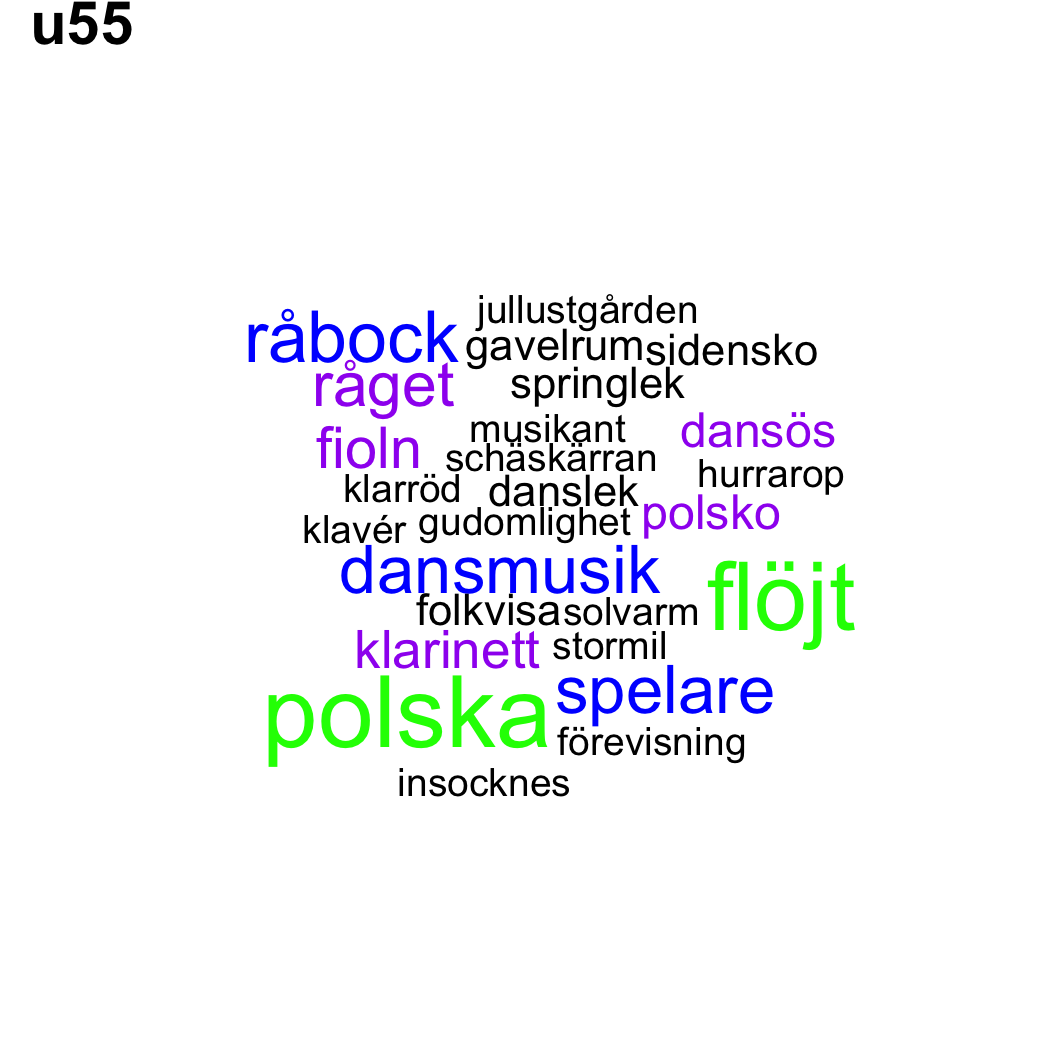 u55
jullustgården
råbock gavelrum sidensko
råget springlek
musikant dansös
fioln schäskärran
hurrarop
klarröd danslek polsko
klavér gudomlighet
dansmusik flöjt
folkvisa solvarm
klarinett stormil
polska spelare
förevisning
insocknes